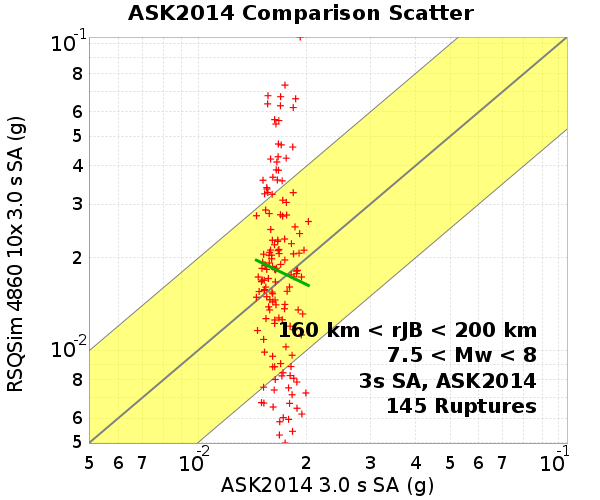 ASK2014 Comparison Scatter
RSQSim 4860 10x 3.0 s SA (g)
10-1
8
6
5
4
3
2
10-2
8
6
5
160 km < rJB < 200 km
7.5 < Mw < 8
3s SA, ASK2014
145 Ruptures
5 6 7 10-2 2 3 4 5 6 7 10-1
ASK2014 3.0 s SA (g)